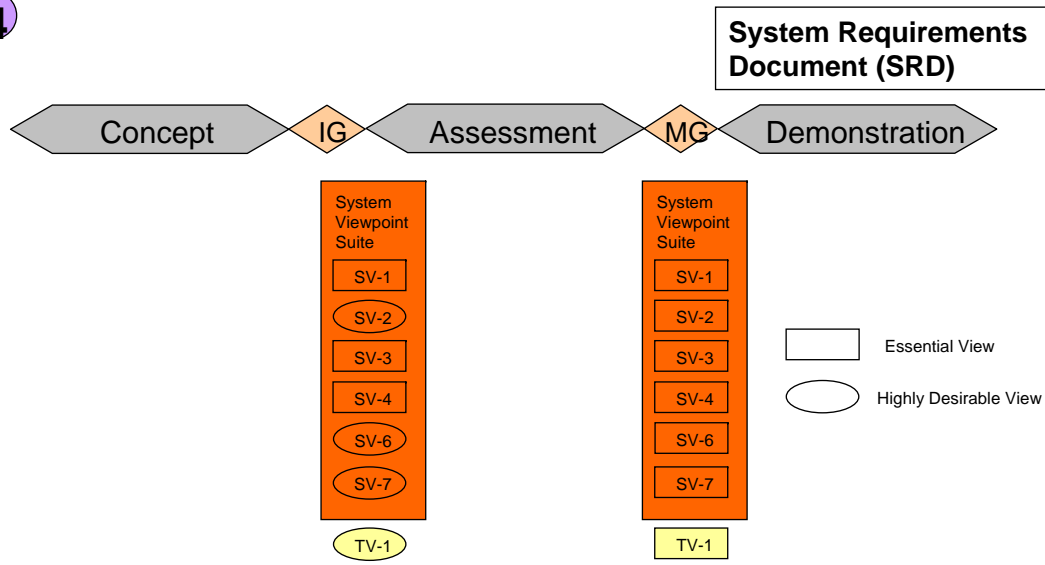 4
System Requirements
Document (SRD)
Concept
IG
Assessment
MG
Demonstration
System
Viewpoint
Suite
SV-1
SV-2
SV-3
SV-4
SV-6
SV-7
TV-1
System
Viewpoint
Suite
SV-1
SV-2
SV-3
SV-4
SV-6
SV-7
TV-1
Essential View
Highly Desirable View